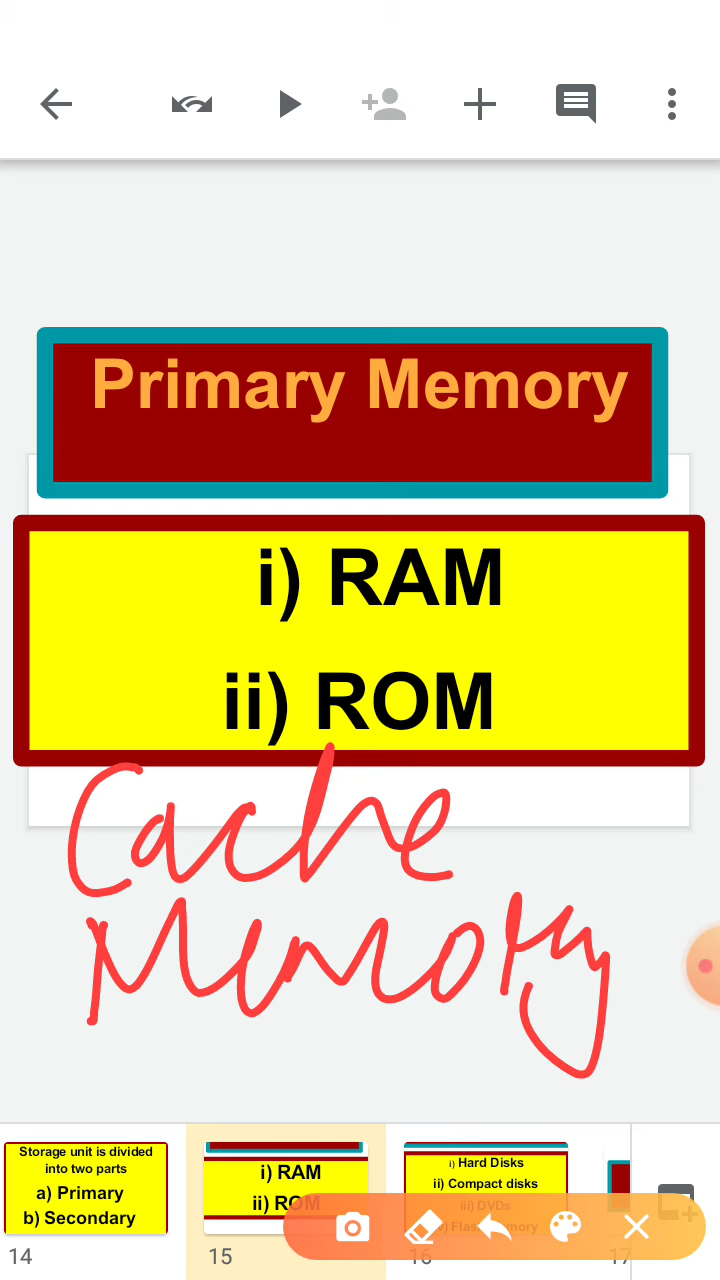 Primary Memory
i) RAM
ii) ROM
Cache
Memory
Storage unit is divided
into two parts
a) Primary
b) Secondary
14
i) RAM
ii) ROM
15
i) Hard Disks
ii) Compact disks
iii) DVDs
16
17